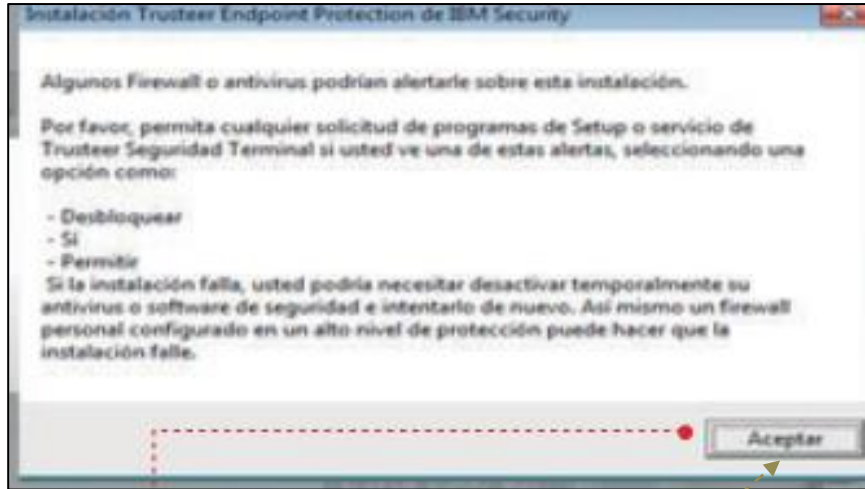 Instalación Trusteer Endpoint Protection de IBM Security
Algunos Firewall o antivirus podrían alertarle sobre esta instalación.
Por favor, permita cualquier solicitud de programas de Setup o servicio de
Trusteer Seguridad Terminal si usted ve una de estas alertas, seleccionando una
opción como:
- Desbloquear
- Sí
- Permitir
Si la instalación falla, usted podría necesitar desactivar temporalmente su
antivirus o software de seguridad e intentarlo de nuevo. Así mismo un firewall
personal configurado en un alto nivel de protección puede hacer que la
instalación falle.
Aceptar